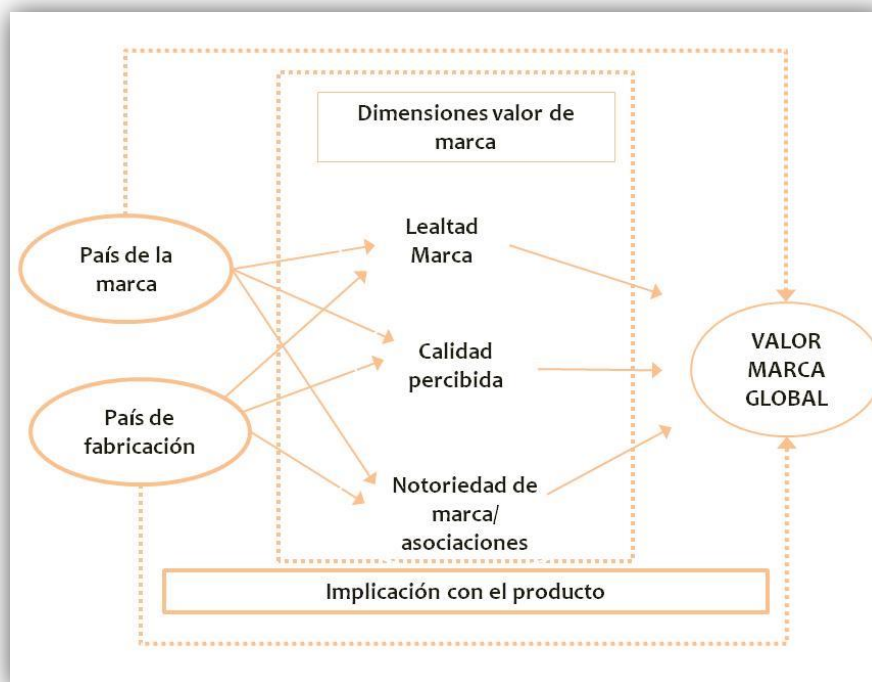 Dimensiones valor de
marca
Lealtad
Marca
País de la
marca
Calidad
percibida
VALOR
MARCA
GLOBAL
País de
fabricación
Notoriedad de
marca/
asociaciones
Implicación con el producto